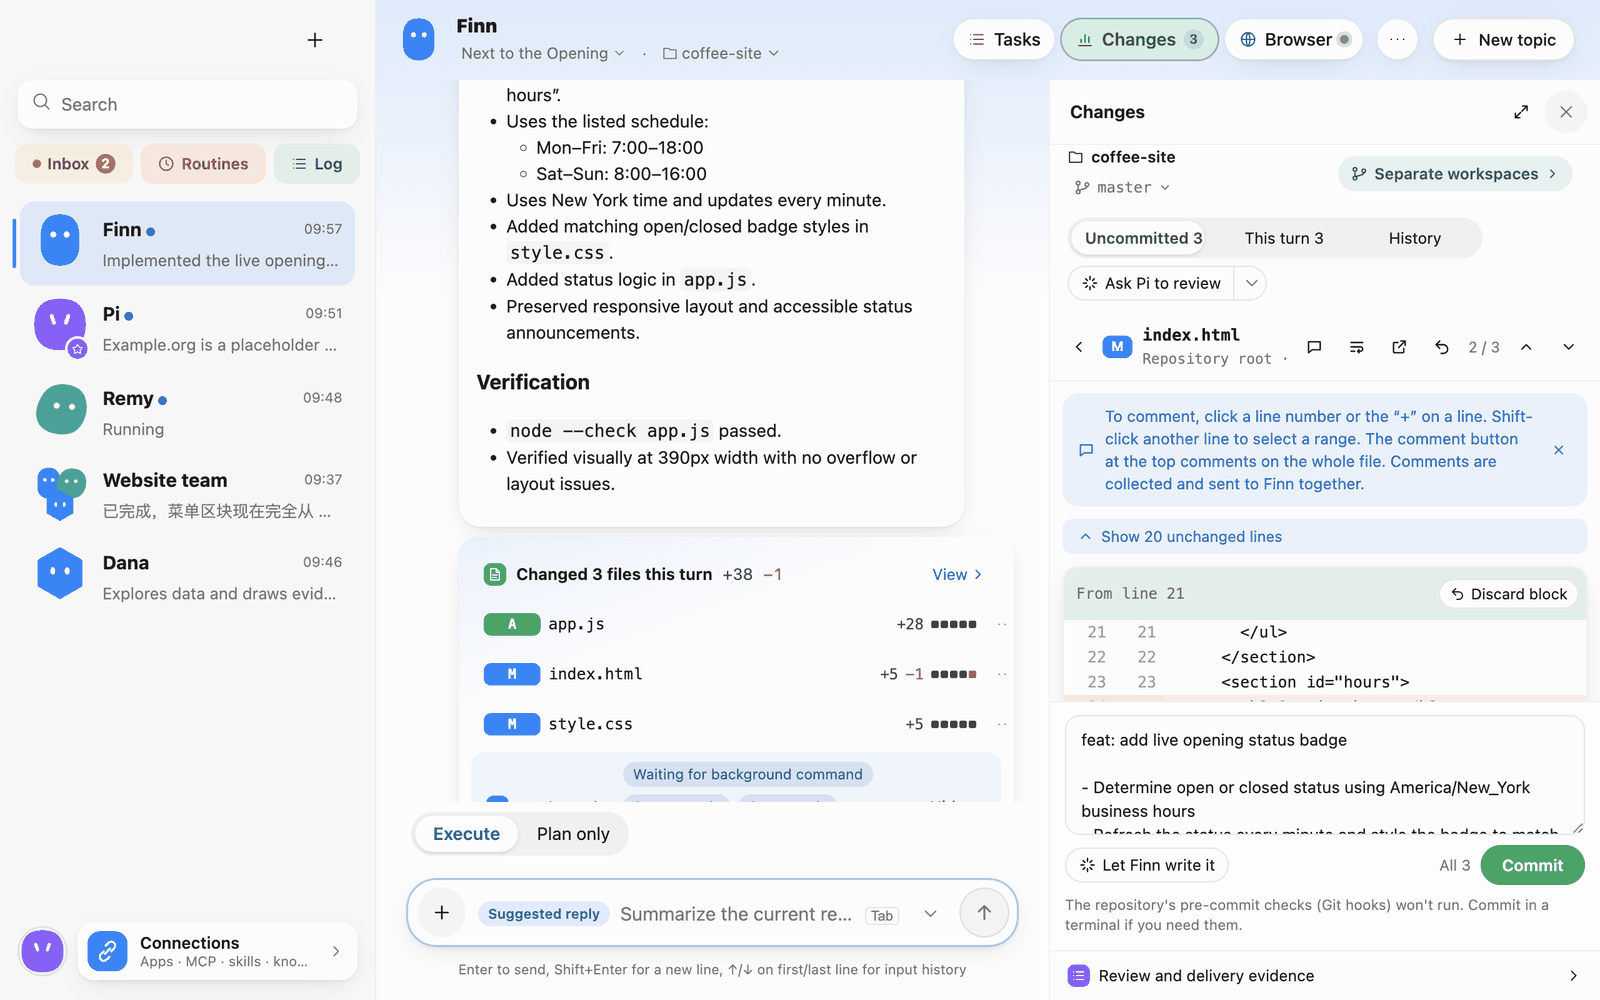 Search
Inbox 2
Routines
Log
Finn
09:57
Implemented the live opening...
Pi
09:51
Example.org is a placeholder ...
Remy
09:48
Running
Website team
09:37
已完成，菜单区块现在完全从 ...
Dana
09:46
Explores data and draws evid...
Connections
Apps · MCP · skills · kno...
Finn
Next to the Opening · coffee-site
Tasks
Changes 3
Browser
New topic
hours”.
• Uses the listed schedule:
◦ Mon–Fri: 7:00–18:00
◦ Sat–Sun: 8:00–16:00
• Uses New York time and updates every minute.
• Added matching open/closed badge styles in
style.css.
• Added status logic in app.js.
• Preserved responsive layout and accessible status
announcements.
Verification
• node --check app.js passed.
• Verified visually at 390px width with no overflow or
layout issues.
Changed 3 files this turn +38 −1
View
A app.js +28
M index.html +5 −1
M style.css +5
Waiting for background command
Execute
Plan only
Suggested reply Summarize the current re... Tab
Enter to send, Shift+Enter for a new line, ↑/↓ on first/last line for input history
Changes
coffee-site
master
Separate workspaces
Uncommitted 3
This turn 3
History
Ask Pi to review
M index.html
Repository root ·
2 / 3
To comment, click a line number or the “+” on a line. Shift-
click another line to select a range. The comment button
at the top comments on the whole file. Comments are
collected and sent to Finn together.
Show 20 unchanged lines
From line 21
Discard block
21 21 </ul>
22 22 </section>
23 23 <section id="hours">
feat: add live opening status badge
- Determine open or closed status using America/New_York
business hours
- Refresh the status every minute and style the badge to match
Let Finn write it
All 3
Commit
The repository's pre-commit checks (Git hooks) won't run. Commit in a
terminal if you need them.
Review and delivery evidence